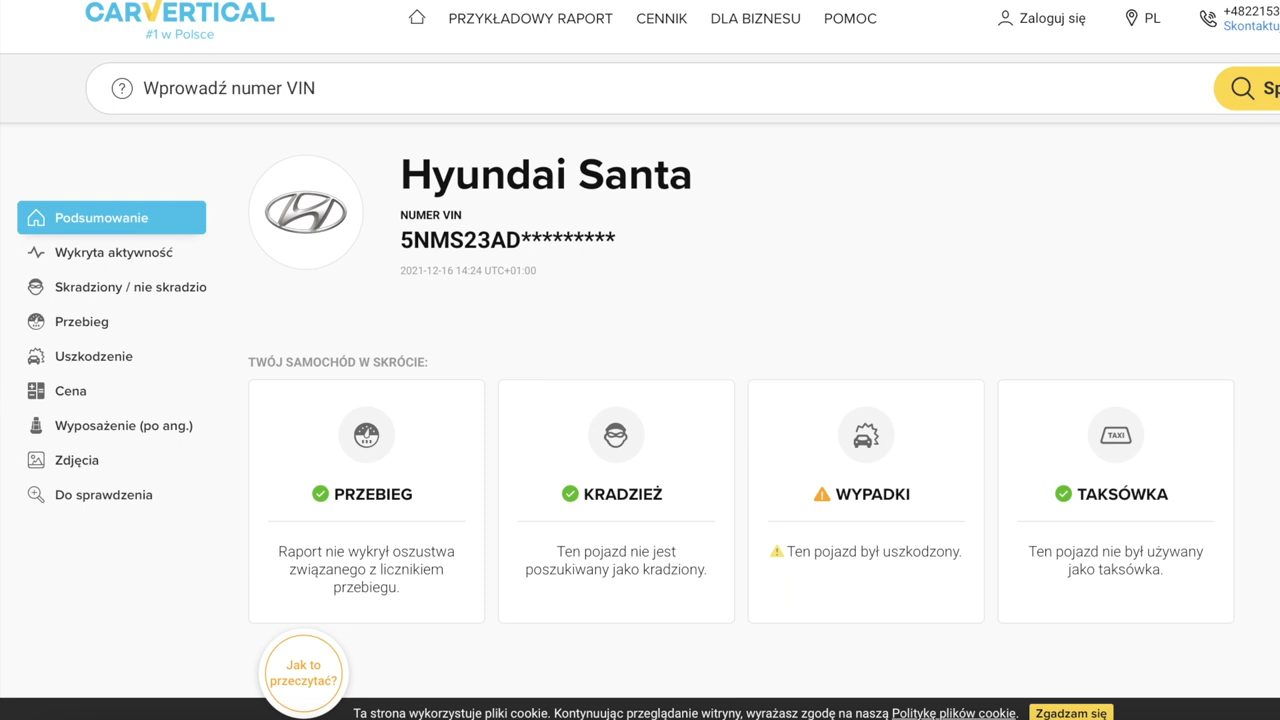 CARVERTICAL
#1 w Polsce
PRZYKŁADOWY RAPORT
CENNIK
DLA BIZNESU
POMOC
Zaloguj się
PL
+4822153
Skontaktu
? Wprowadź numer VIN
Sp
Hyundai Santa
NUMER VIN
5NMS23AD*********
2021-12-16 14:24 UTC+01:00
Podsumowanie
Wykryta aktywność
Skradziony / nie skradzio
Przebieg
Uszkodzenie
Cena
Wyposażenie (po ang.)
Zdjęcia
Do sprawdzenia
TWÓJ SAMOCHÓD W SKRÓCIE:
PRZEBIEG
Raport nie wykrył oszustwa
związanego z licznikiem
przebiegu.
KRADZIEŻ
Ten pojazd nie jest
poszukiwany jako kradziony.
WYPADKI
Ten pojazd był uszkodzony.
TAXI
TAKSÓWKA
Ten pojazd nie był używany
jako taksówka.
Jak to
przeczytać?
Ta strona wykorzystuje pliki cookie. Kontynuując przeglądanie witryny, wyrażasz zgodę na naszą Politykę plików cookie.
Zgadzam się